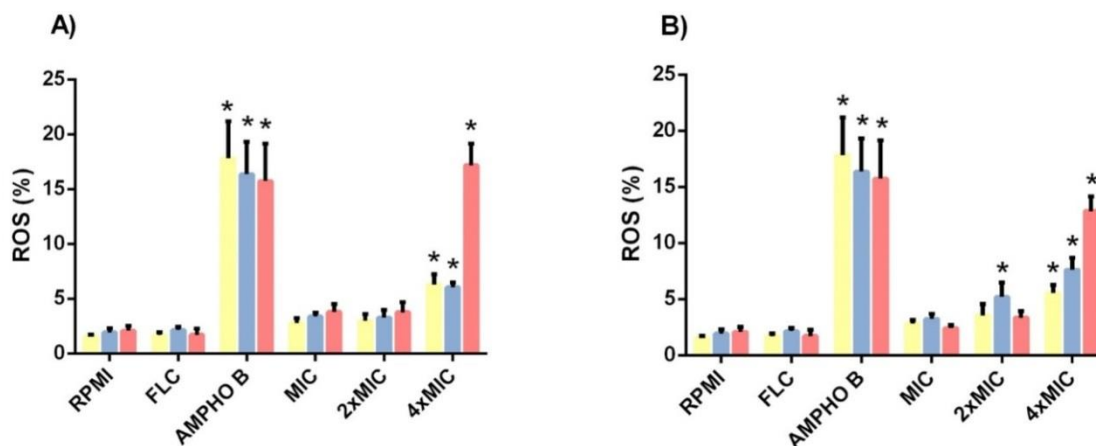 A)
25
20
15
10
5
0
ROS (%)
* * *
* * *
RPMI
FLC
AMPHO B
MIC
2xMIC
4xMIC
B)
25
20
15
10
5
0
ROS (%)
* * *
*
* * *
RPMI
FLC
AMPHO B
MIC
2xMIC
4xMIC